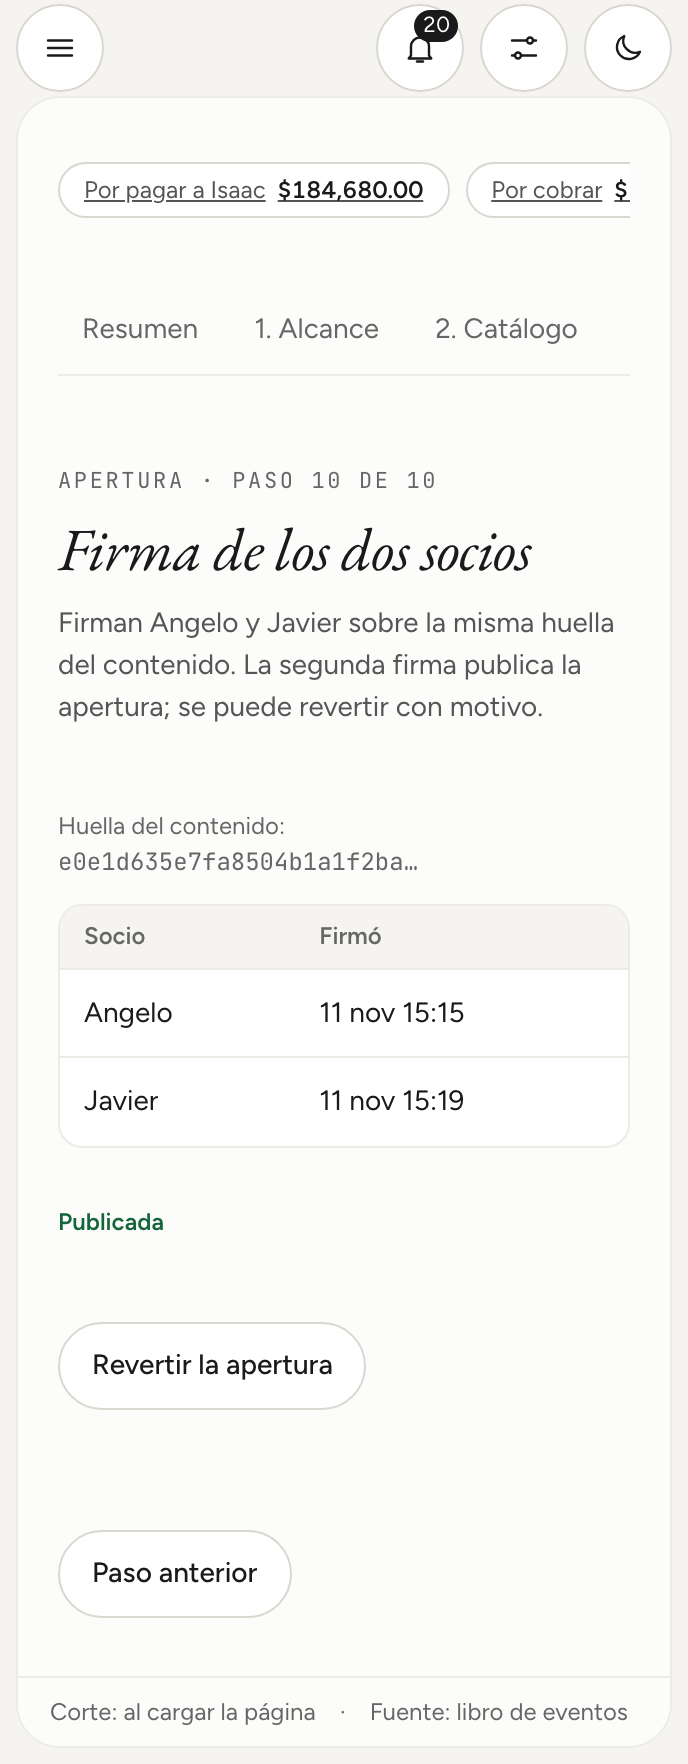 20
Por pagar a Isaac $184,680.00
Por cobrar $
Resumen
1. Alcance
2. Catálogo
APERTURA · PASO 10 DE 10
Firma de los dos socios
Firman Angelo y Javier sobre la misma huella
del contenido. La segunda firma publica la
apertura; se puede revertir con motivo.
Huella del contenido:
e0e1d635e7fa8504b1a1f2ba…
Socio Firmó
Angelo 11 nov 15:15
Javier 11 nov 15:19
Publicada
Revertir la apertura
Paso anterior
Corte: al cargar la página · Fuente: libro de eventos